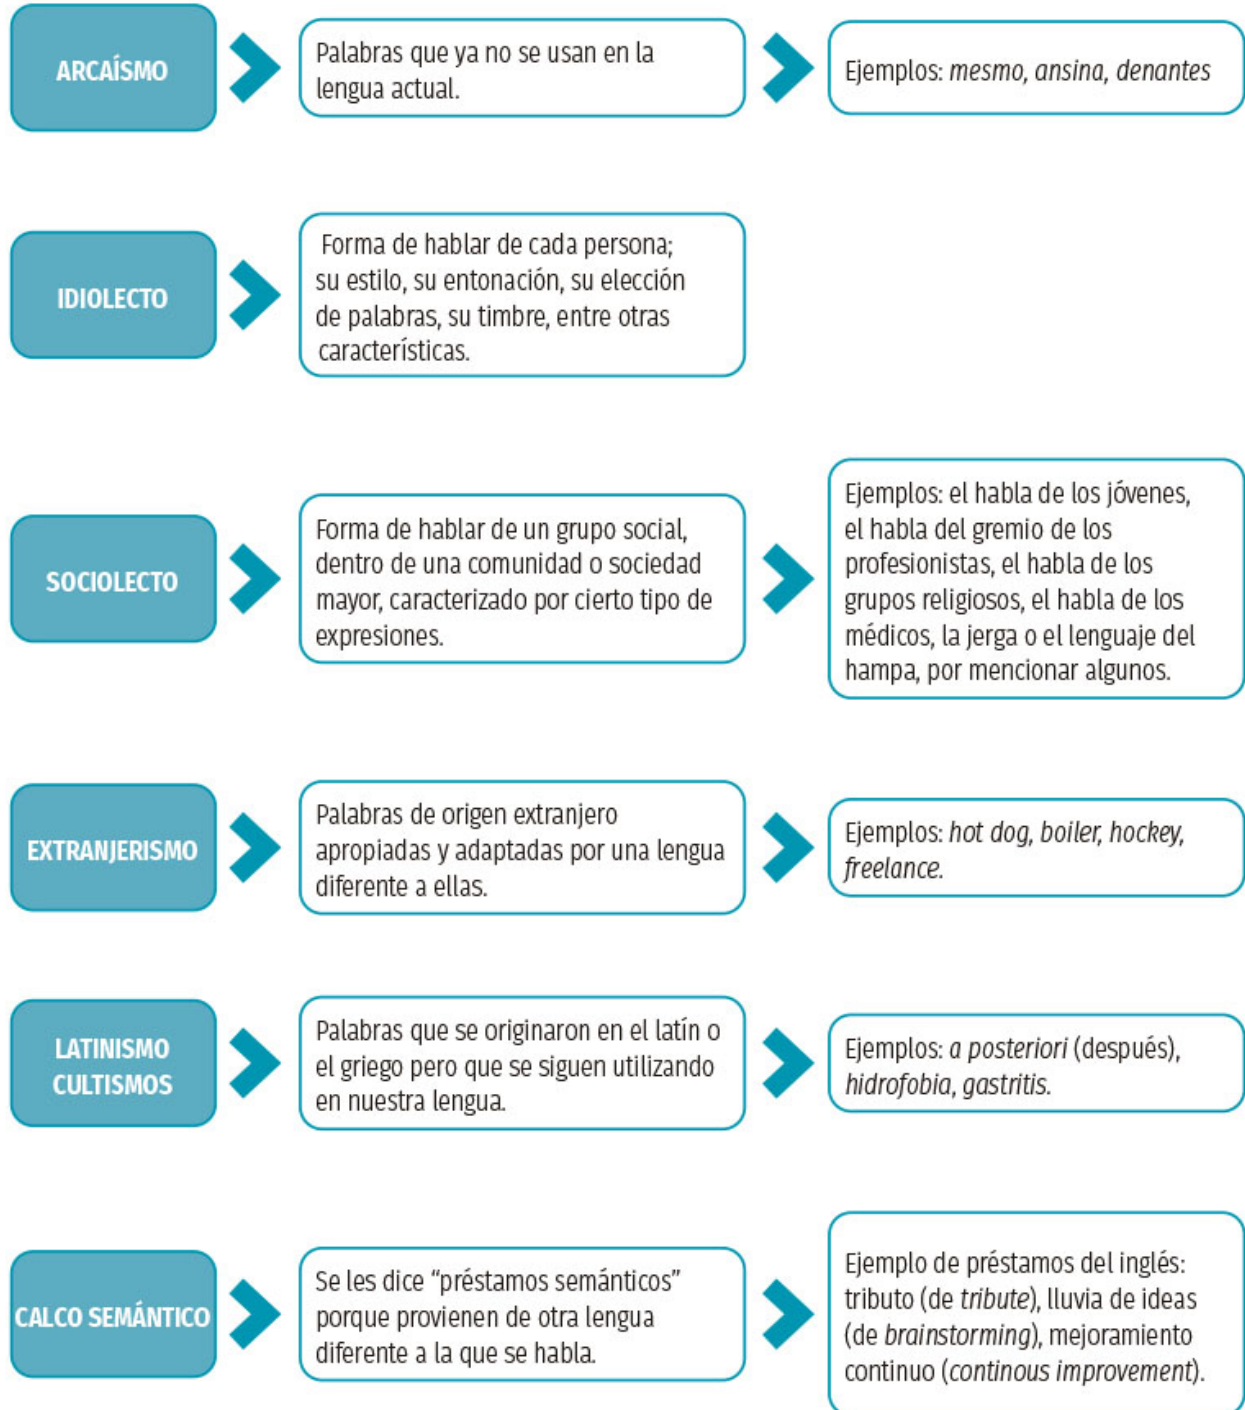 ARCAÍSMO
Palabras que ya no se usan en la
lengua actual.
Ejemplos: mesmo, ansina, denantes
IDIOLECTO
Forma de hablar de cada persona;
su estilo, su entonación, su elección
de palabras, su timbre, entre otras
características.
SOCIOLECTO
Forma de hablar de un grupo social,
dentro de una comunidad o sociedad
mayor, caracterizado por cierto tipo de
expresiones.
Ejemplos: el habla de los jóvenes,
el habla del gremio de los
profesionistas, el habla de los
grupos religiosos, el habla de los
médicos, la jerga o el lenguaje del
hampa, por mencionar algunos.
EXTRANJERISMO
Palabras de origen extranjero
apropiadas y adaptadas por una lengua
diferente a ellas.
Ejemplos: hot dog, boiler, hockey,
freelance.
LATINISMO
CULTISMOS
Palabras que se originaron en el latín o
el griego pero que se siguen utilizando
en nuestra lengua.
Ejemplos: a posteriori (después),
hidrofobia, gastritis.
CALCO SEMÁNTICO
Se les dice “préstamos semánticos”
porque provienen de otra lengua
diferente a la que se habla.
Ejemplo de préstamos del inglés:
tributo (de tribute), lluvia de ideas
(de brainstorming), mejoramiento
continuo (continous improvement).